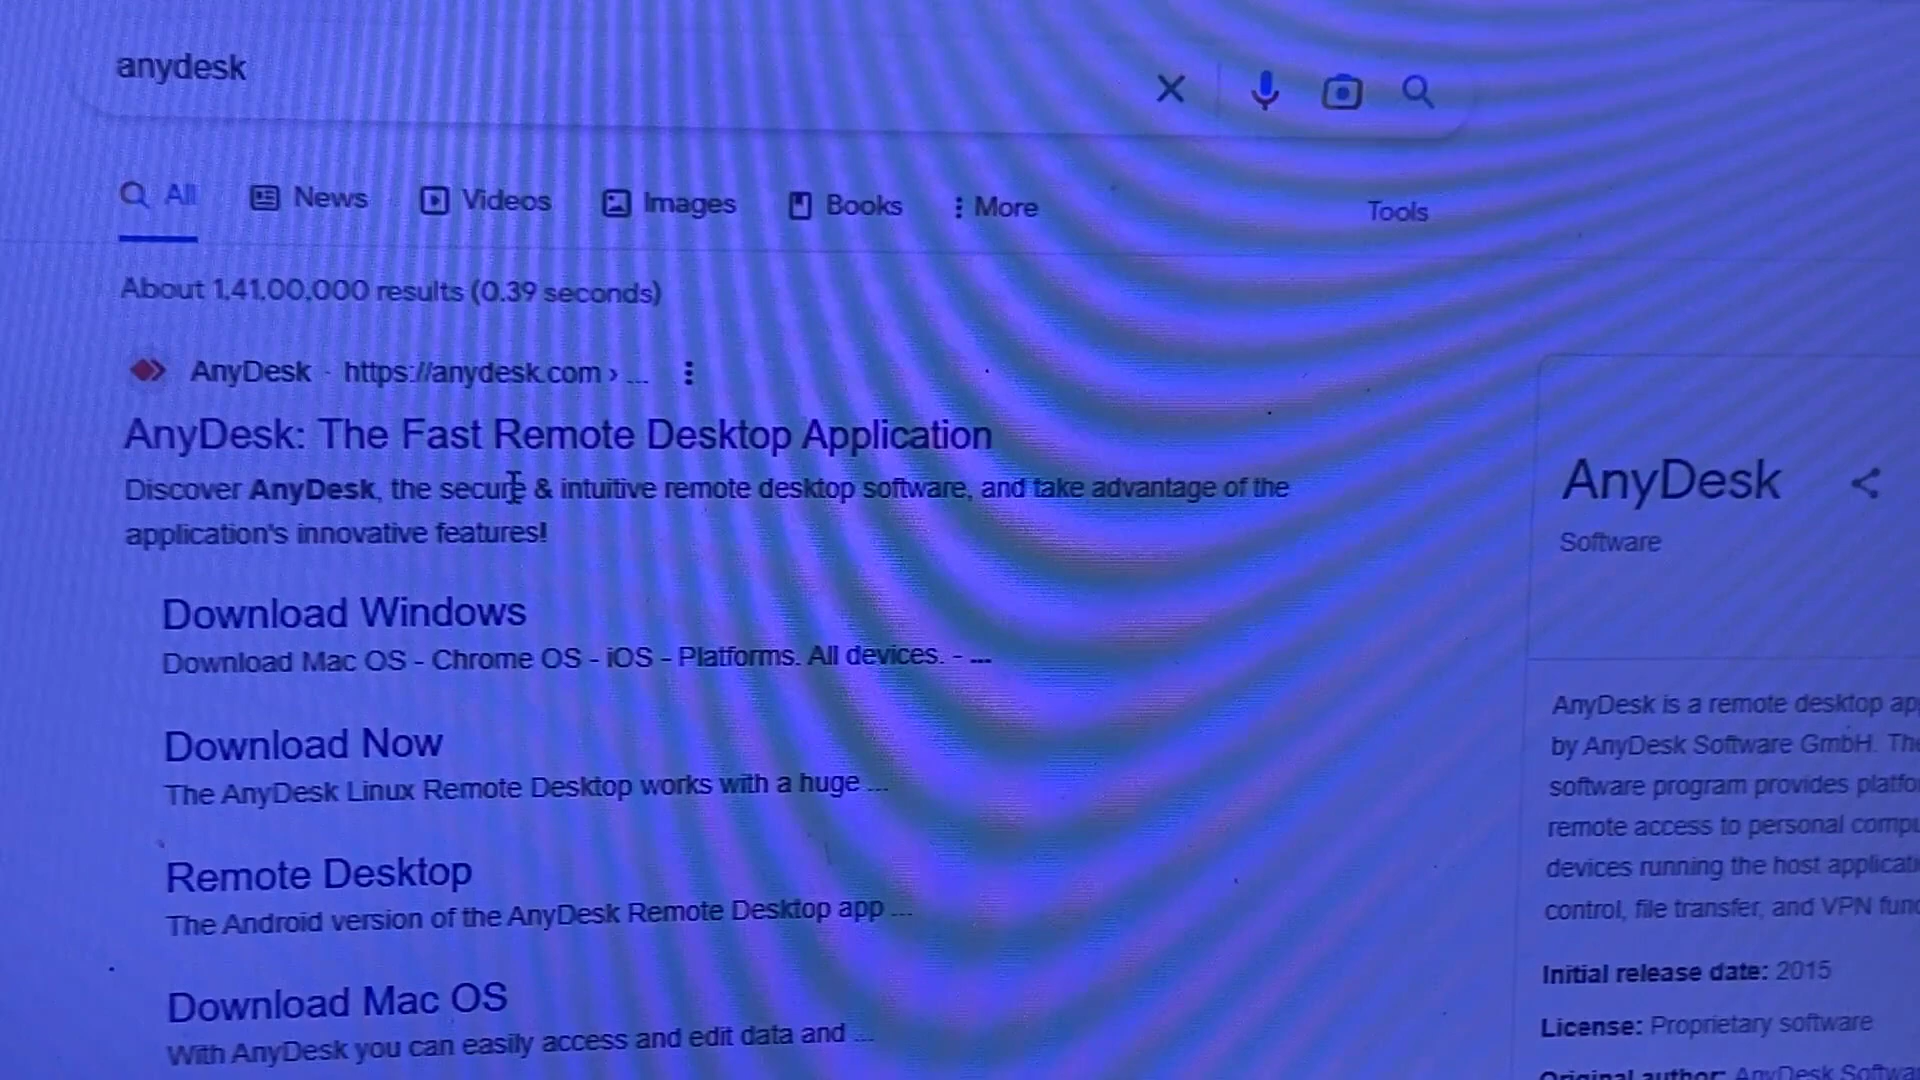 anydesk
All News Videos Images Books More Tools
About 1,41,00,000 results (0.39 seconds)
AnyDesk · https://anydesk.com › ...
AnyDesk: The Fast Remote Desktop Application
Discover AnyDesk, the secure & intuitive remote desktop software, and take advantage of the
application's innovative features!
Download Windows
Download Mac OS - Chrome OS - iOS - Platforms. All devices. - ...
Download Now
The AnyDesk Linux Remote Desktop works with a huge ...
Remote Desktop
The Android version of the AnyDesk Remote Desktop app ...
Download Mac OS
With AnyDesk you can easily access and edit data and ...
AnyDesk
Software
AnyDesk is a remote desktop
by AnyDesk Software GmbH. The
software program provides
remote access to personal
devices running the host
control, file transfer, and VPN
Initial release date: 2015
License: Proprietary software
Original author: AnyDesk